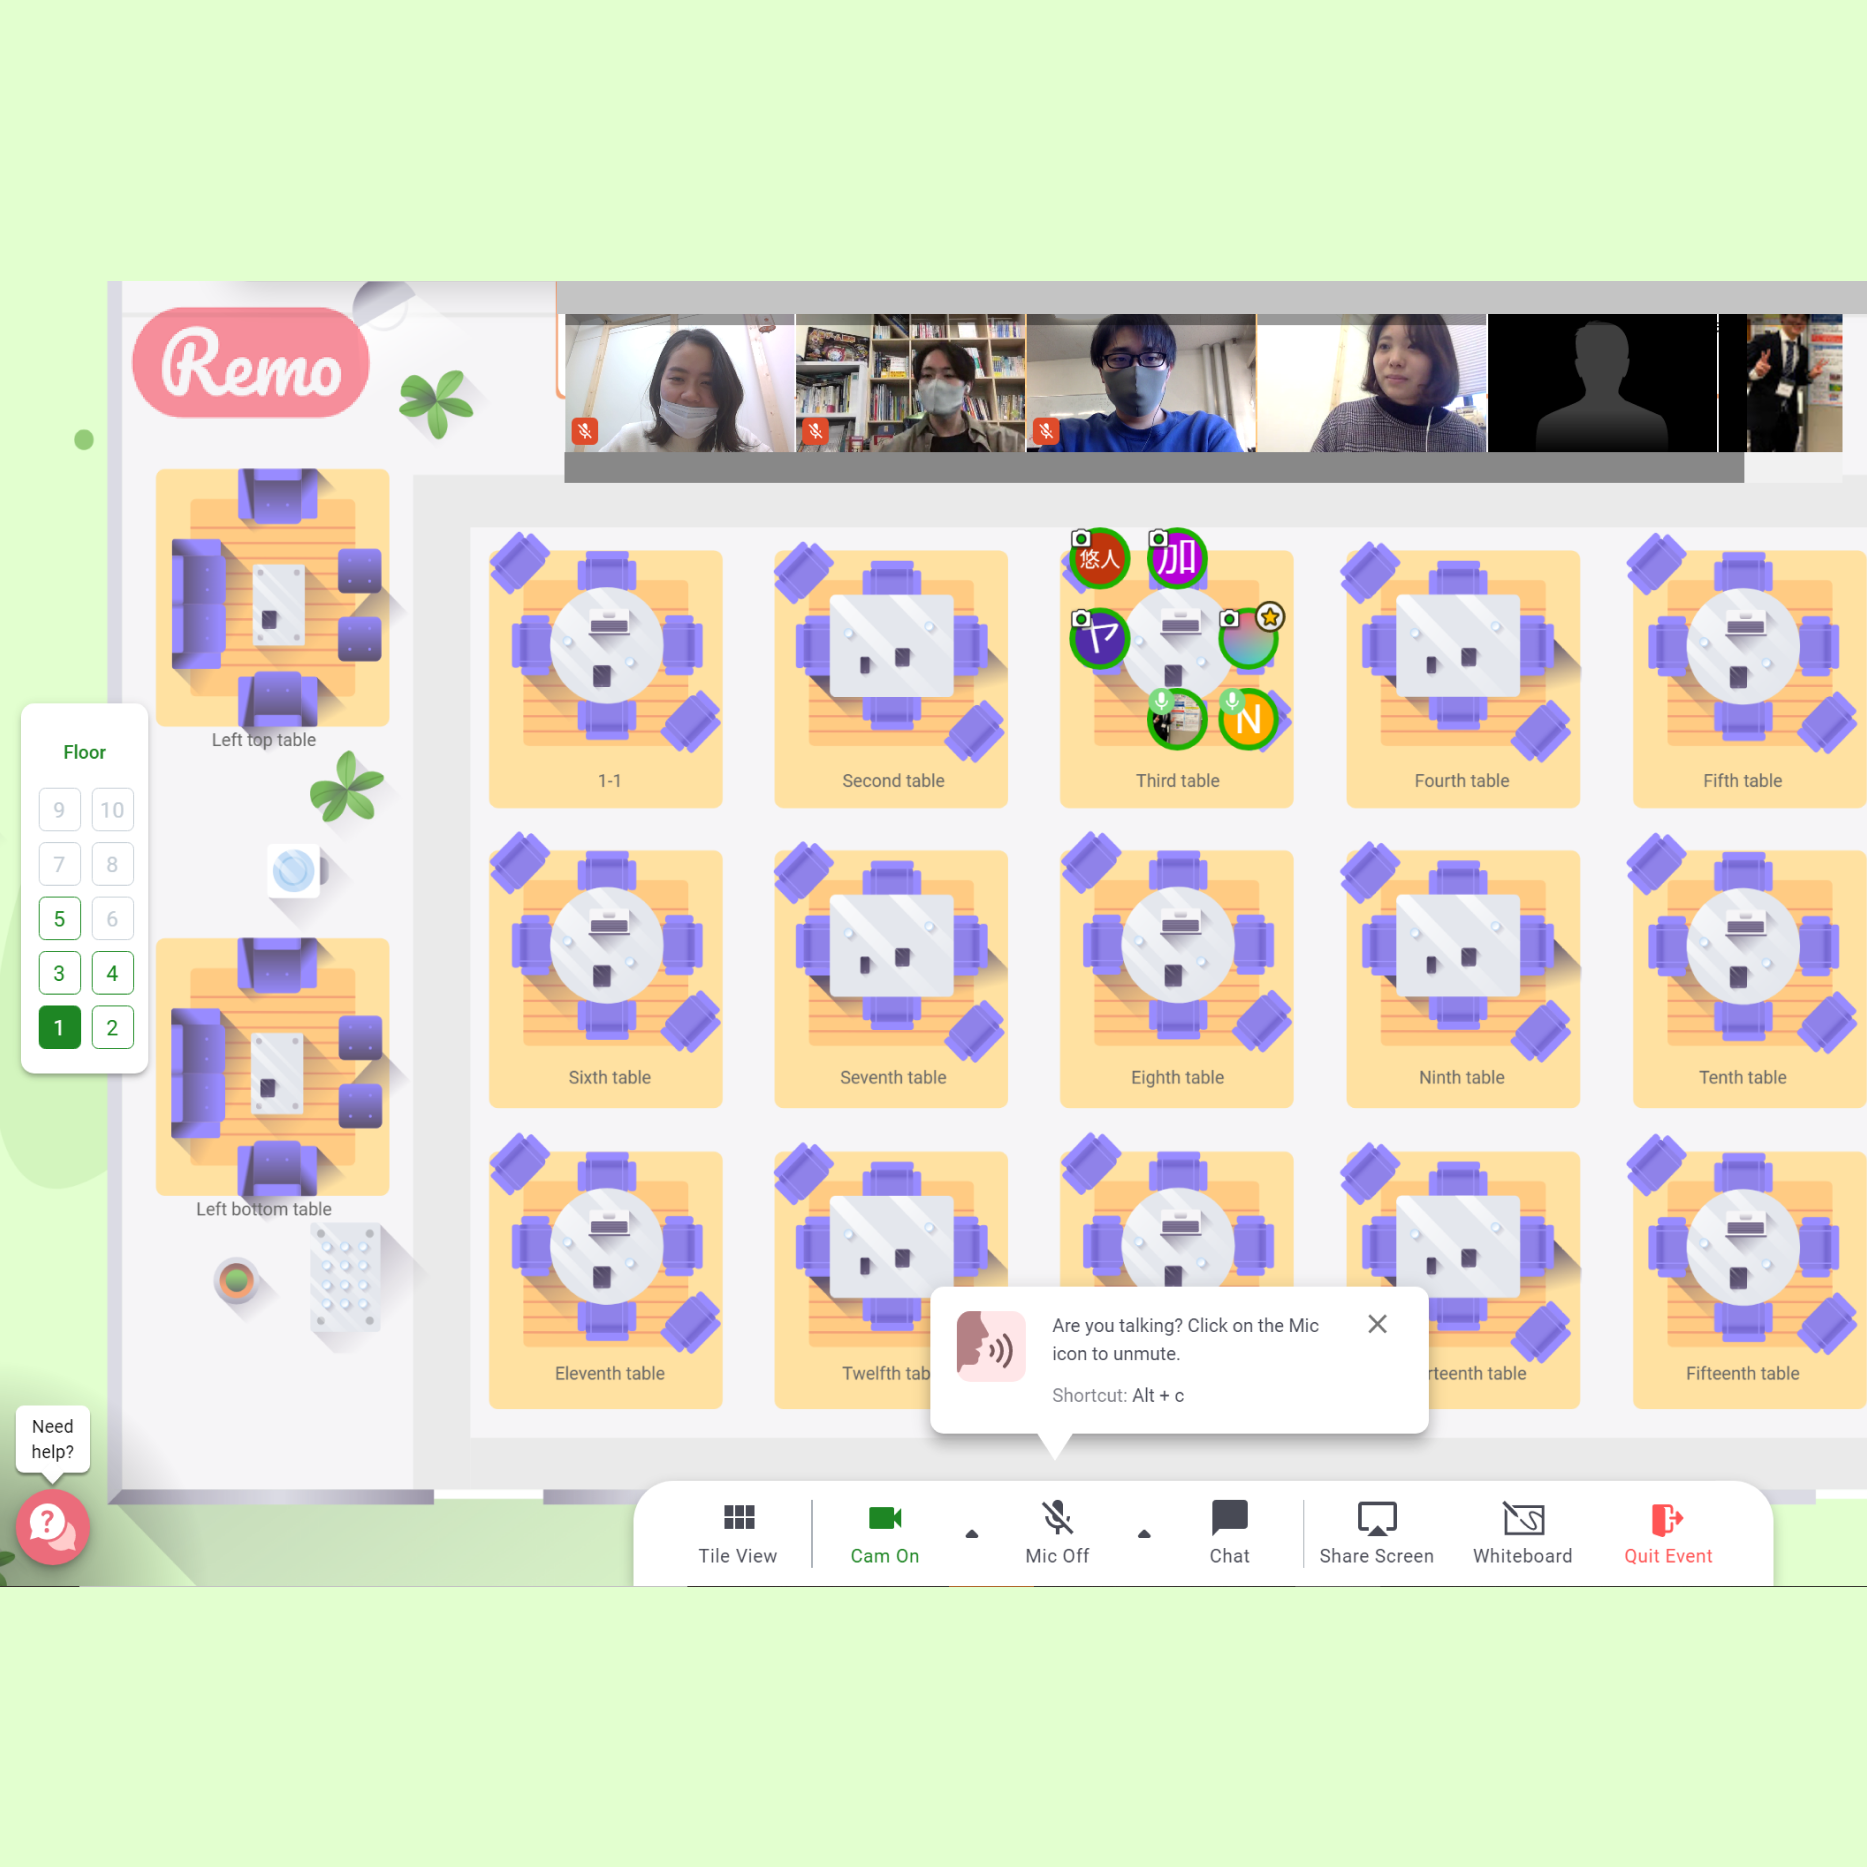 Remo
悠人
加
ヤ
N
Left top table
1-1
Second table
Third table
Fourth table
Fifth table
Floor
9 10
7 8
5 6
3 4
1 2
Sixth table
Seventh table
Eighth table
Ninth table
Tenth table
Left bottom table
Eleventh table
Twelfth tab
rteenth table
Fifteenth table
Are you talking? Click on the Mic
icon to unmute.
Shortcut: Alt + c
Need
help?
?
Tile View
Cam On
Mic Off
Chat
Share Screen
Whiteboard
Quit Event